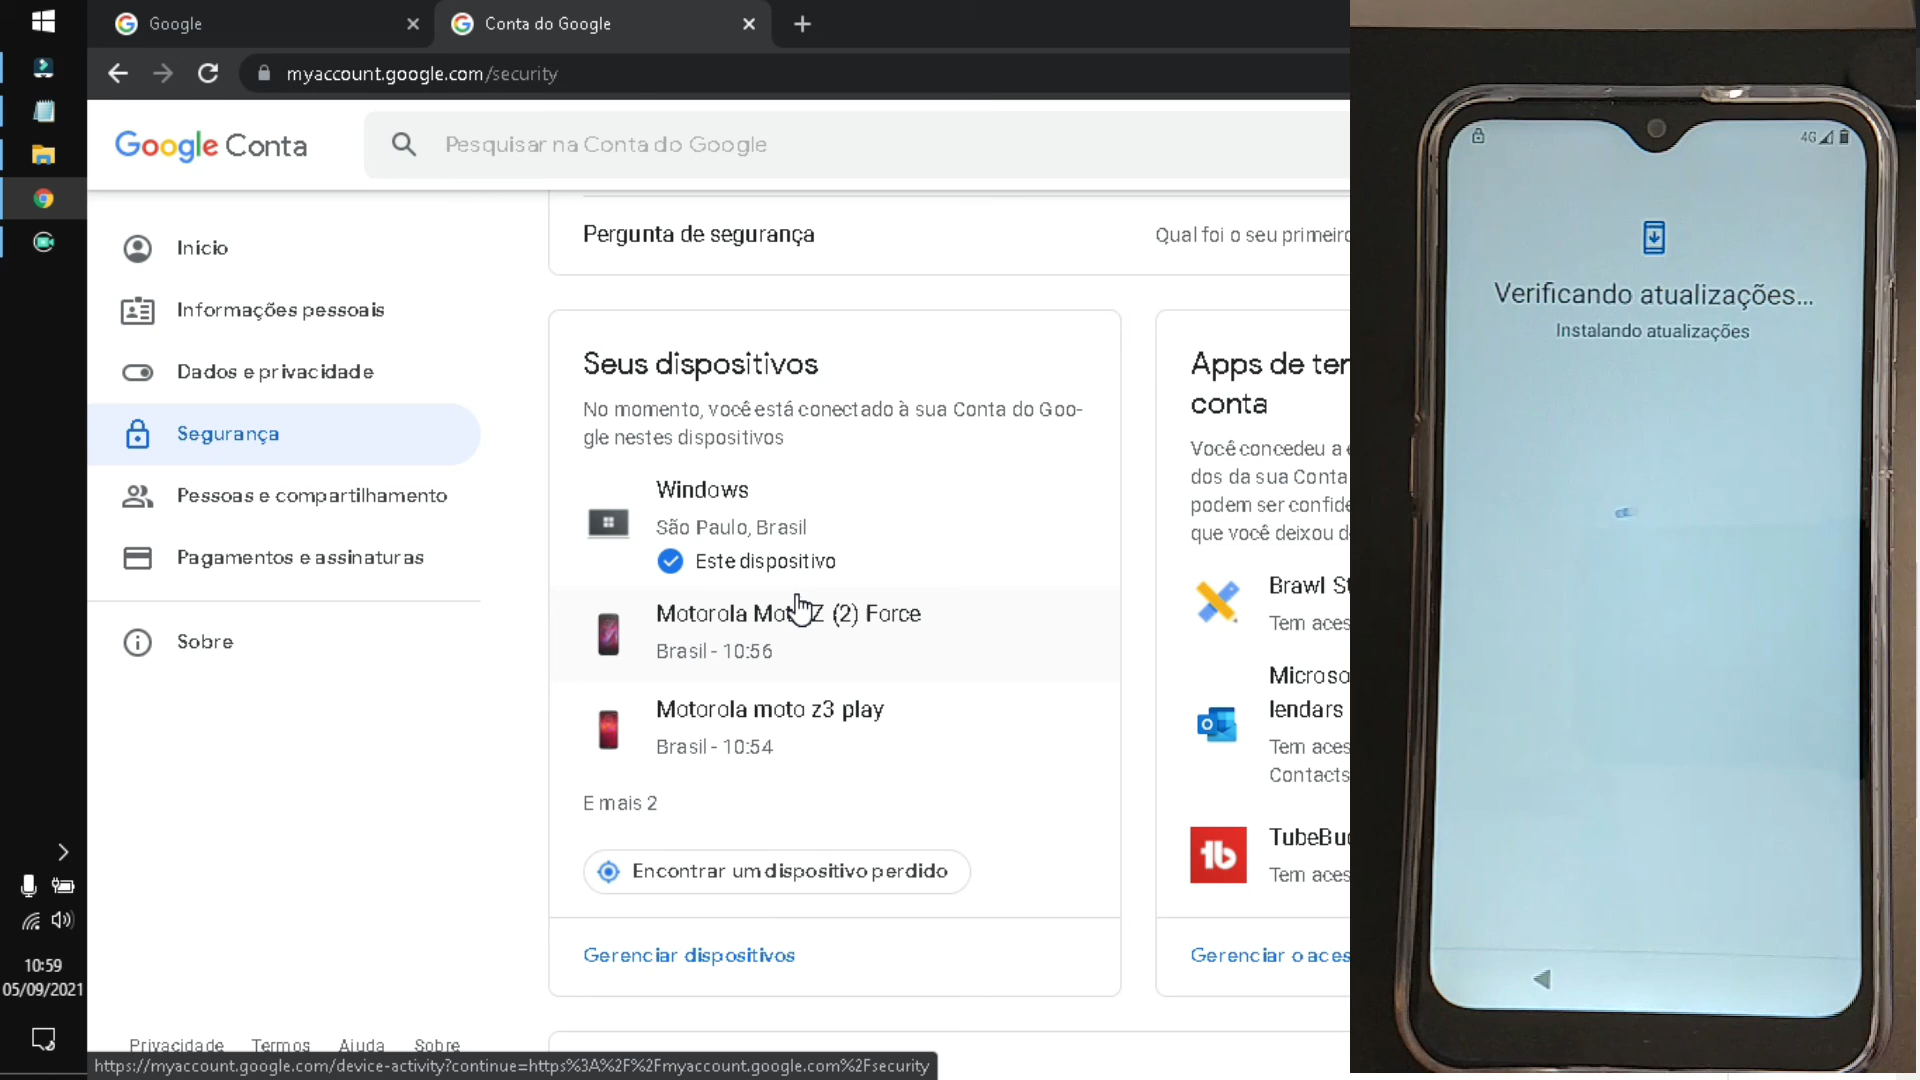 Google
Conta do Google
myaccount.google.com/security
Google Conta
Pesquisar na Conta do Google
Início
Informações pessoais
Dados e privacidade
Segurança
Pessoas e compartilhamento
Pagamentos e assinaturas
Sobre
Pergunta de segurança
Qual foi o seu primeiro
Seus dispositivos
No momento, você está conectado à sua Conta do Goo-
gle nestes dispositivos
Windows
São Paulo, Brasil
Este dispositivo
Motorola Moto Z (2) Force
Brasil - 10:56
Motorola moto z3 play
Brasil - 10:54
E mais 2
Encontrar um dispositivo perdido
Gerenciar dispositivos
Apps de ter
conta
Você concedeu a e
dos da sua Conta
podem ser confide
que você deixou d
Brawl St
Tem aces
Microso
lendars
Tem aces
Contacts
TubeBud
Tem aces
Gerenciar o aces
Privacidade Termos Ajuda Sobre
https://myaccount.google.com/device-activity?continue=https%3A%2F%2Fmyaccount.google.com%2Fsecurity
10:59
05/09/2021
4G
Verificando atualizações...
Instalando atualizações